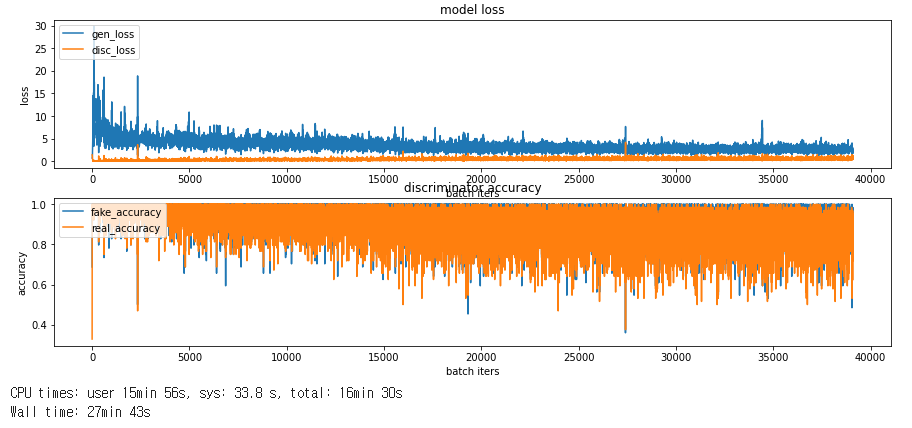 model loss
30
25
20
15
10
5
0
loss
gen_loss
disc_loss
0 5000 10000 15000 20000 25000 30000 35000 40000
batch iters
discriminator accuracy
1.0
0.8
0.6
0.4
accuracy
fake_accuracy
real_accuracy
0 5000 10000 15000 20000 25000 30000 35000 40000
batch iters
CPU times: user 15min 56s, sys: 33.8 s, total: 16min 30s
Wall time: 27min 43s